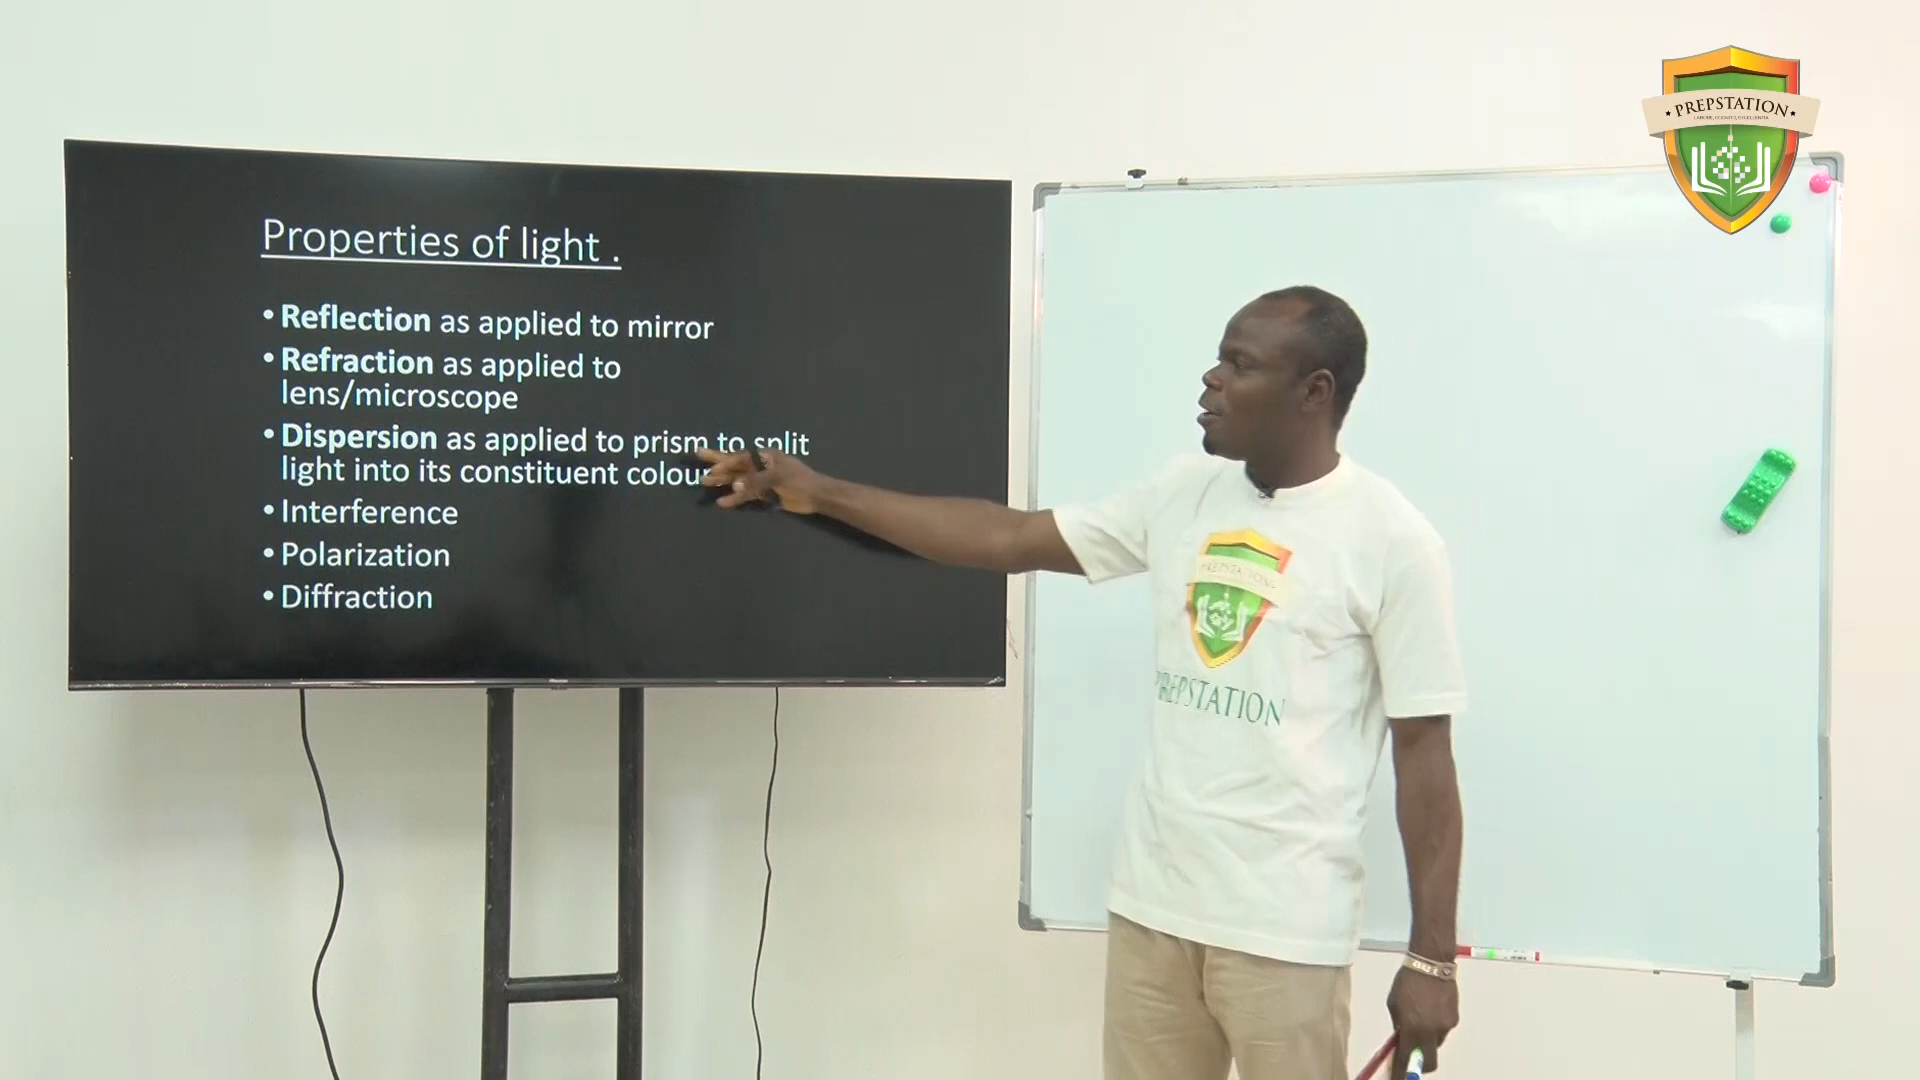 Properties of light .
• Reflection as applied to mirror
• Refraction as applied to
lens/microscope
• Dispersion as applied to prism to split
light into its constituent
• Interference
• Polarization
• Diffraction
PREPSTATION
PREPSTATION
PREPSTATION